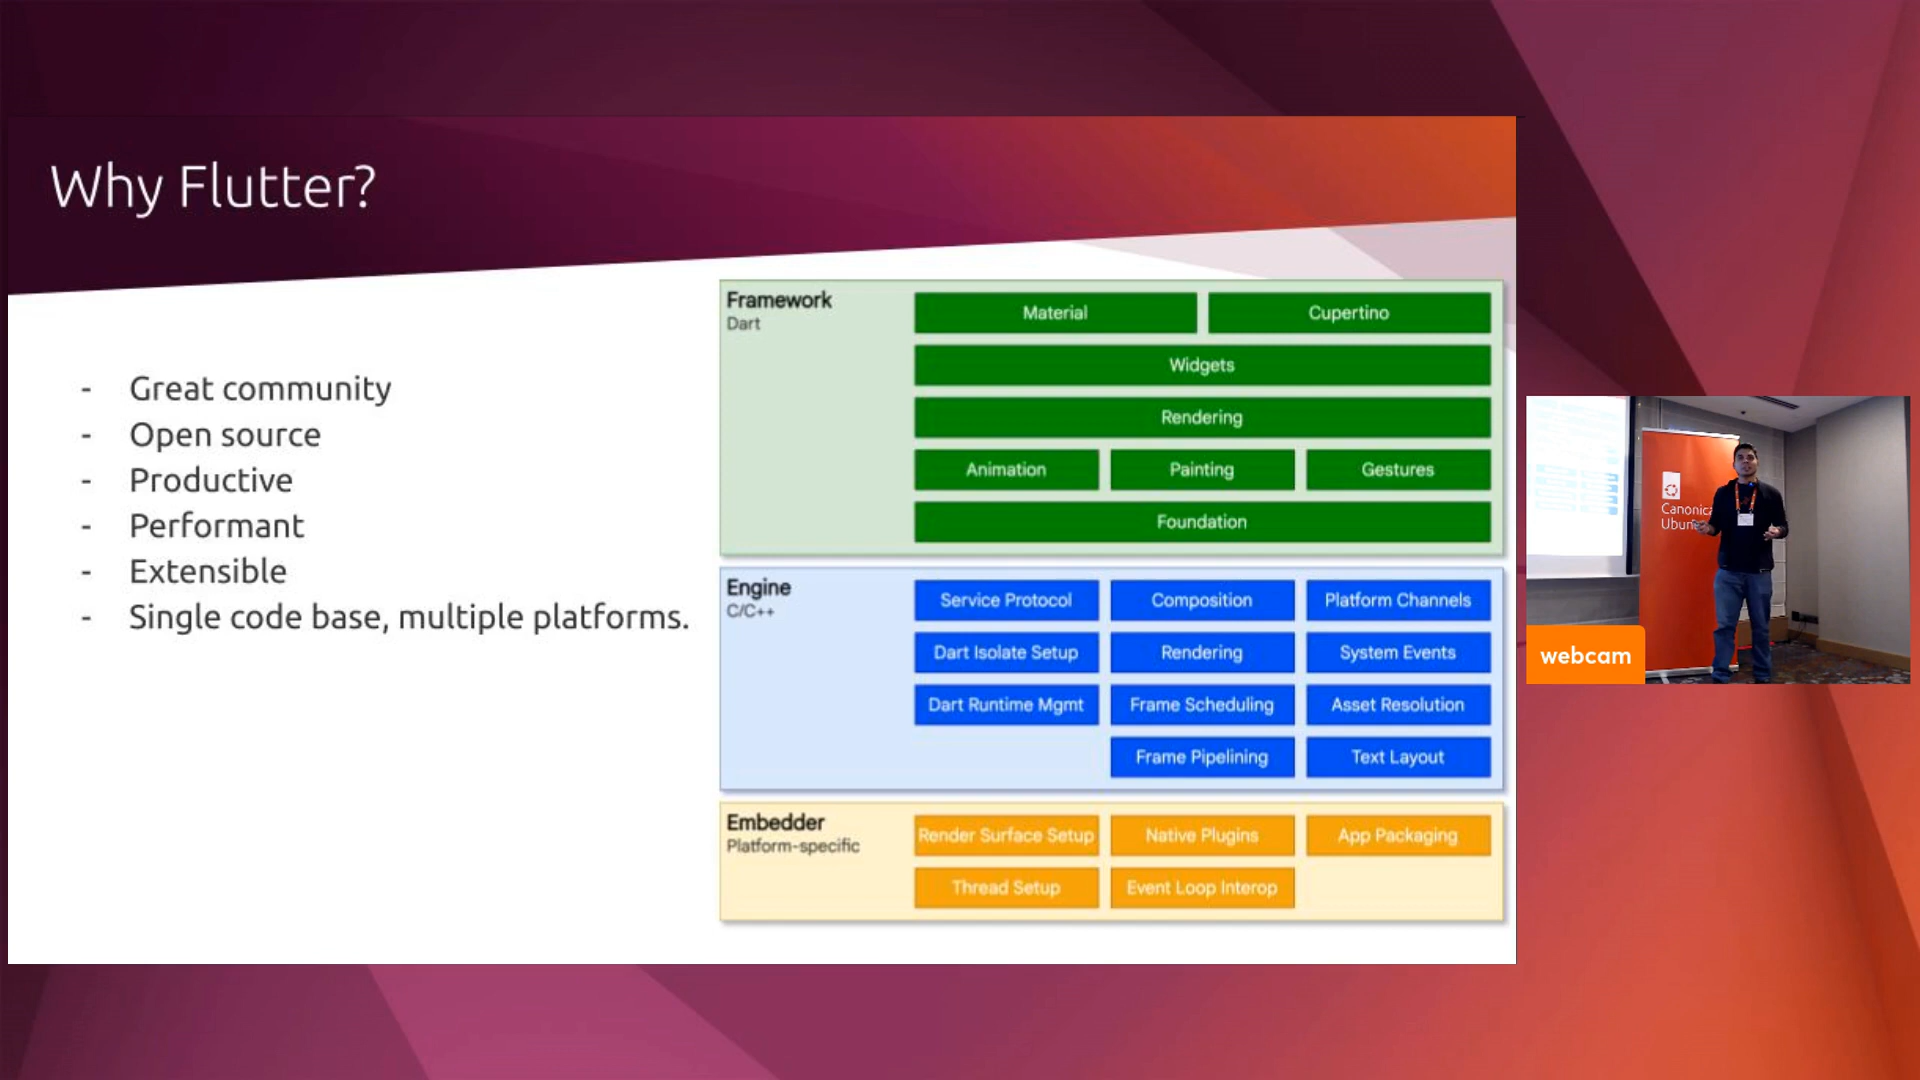 Why Flutter?
- Great community
- Open source
- Productive
- Performant
- Extensible
- Single code base, multiple platforms.
Framework
Dart
Material Cupertino
Widgets
Rendering
Animation Painting Gestures
Foundation
Engine
C/C++
Service Protocol Composition Platform Channels
Dart Isolate Setup Rendering System Events
Dart Runtime Mgmt Frame Scheduling Asset Resolution
Frame Pipelining Text Layout
Embedder
Platform-specific
Render Surface Setup Native Plugins App Packaging
Thread Setup Event Loop Interop
Canonica
Ubun
webcam